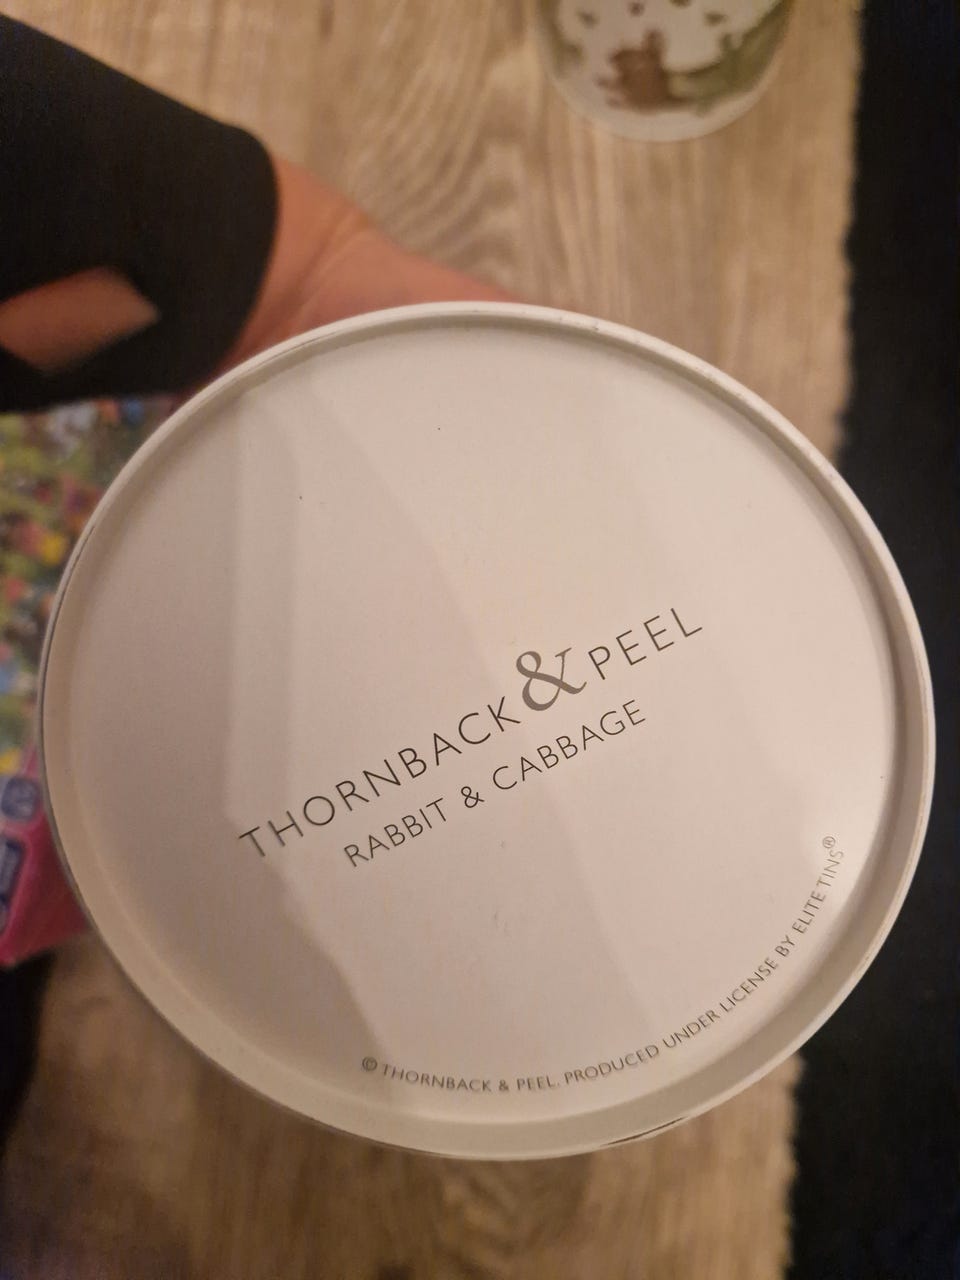 THORNBACK & PEEL
RABBIT & CABBAGE
© THORNBACK & PEEL. PRODUCED UNDER LICENSE BY ELITE TINS®